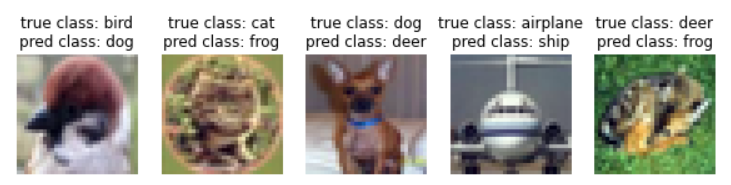 true class: bird
pred class: dog
true class: cat
pred class: frog
true class: dog
pred class: deer
true class: airplane
pred class: ship
true class: deer
pred class: frog